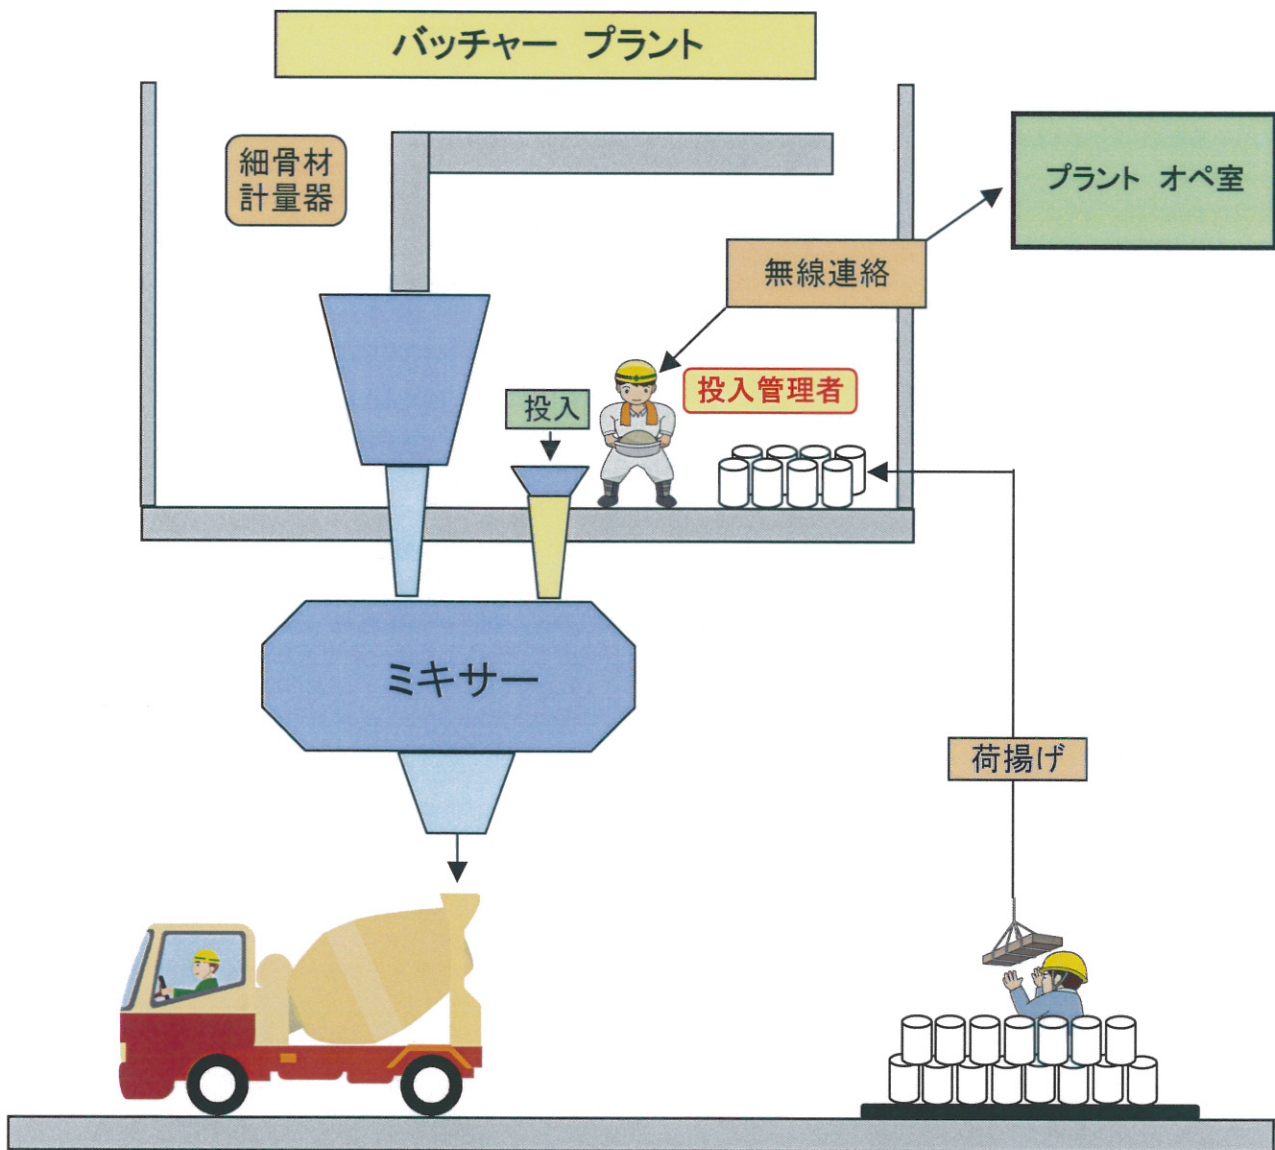 バッチャー プラント
細骨材
計量器
プラント オペ室
無線連絡
投入管理者
投入
ミキサー
荷揚げ